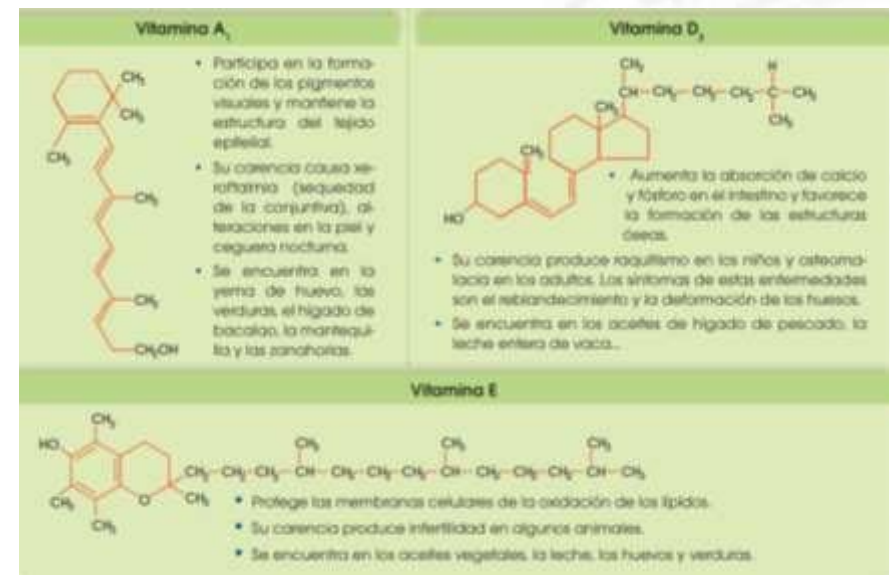 Vitamina A₁
• Participa en la forma-
ción de los pigmentos
visuales y mantiene la
estructura del tejido
epitelial.
• Su carencia causa xe-
roftalmia (sequedad
de la conjuntiva), al-
teraciones en la piel y
ceguera nocturna.
• Se encuentra en la
yema de huevo, las
verduras, el hígado de
bacalao, la mantequi-
lla y las zanahorias.
CH₃
CH₃
CH₃
CH₃
CH₃
CH₂OH
Vitamina D₃
CH₃
H
CH-CH₂-CH₂-CH₂-C-CH₃
CH₃
CH₃
CH₂
HO
• Aumenta la absorción de calcio
y fósforo en el intestino y favorece
la formación de las estructuras
óseas.
• Su carencia produce raquitismo en los niños y osteoma-
lacia en los adultos. Los síntomas de estas enfermedades
son el reblandecimiento y la deformación de los huesos.
• Se encuentra en los aceites de hígado de pescado, la
leche entera de vaca...
Vitamina E
CH₃
HO
CH₃ CH₃ CH₃
CH₂-CH₂-CH₂-CH-CH₂-CH₂-CH₂-CH-CH₂-CH₂-CH₂-CH-CH₃
CH₃ O CH₃
CH₃
• Protege las membranas celulares de la oxidación de los lípidos.
• Su carencia produce infertilidad en algunos animales.
• Se encuentra en los aceites vegetales, la leche, los huevos y verduras.